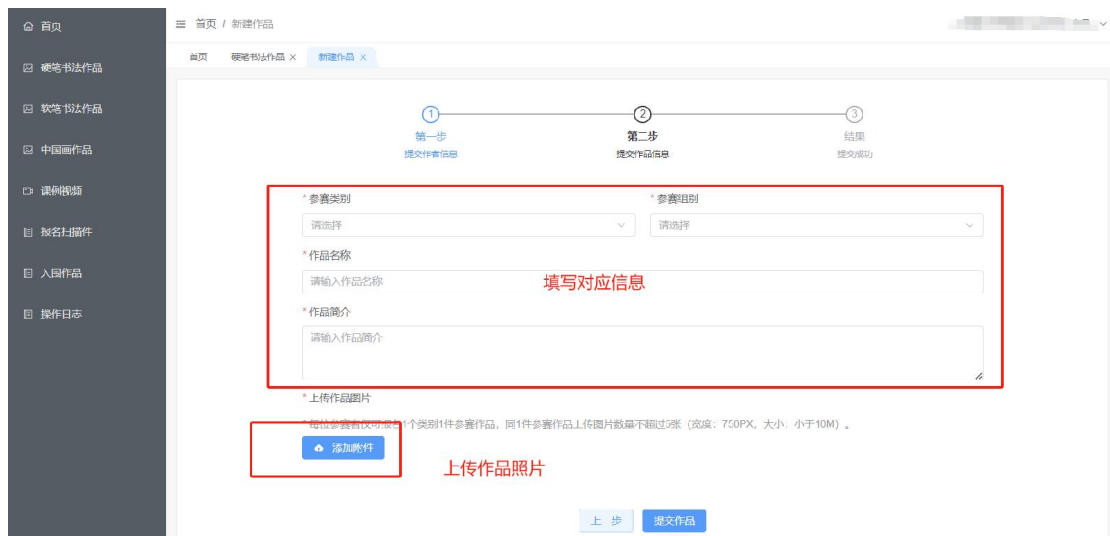 首页
硬笔书法作品
软笔书法作品
中国画作品
课例视频
报名扫描件
入围作品
操作日志
首页 / 新建作品
首页 硬笔书法作品 × 新建作品 ×
1 2 3
第一步 第二步 结果
提交作者信息 提交作品信息 提交成功
* 参赛类别 * 参赛组别
请选择 请选择
* 作品名称
请输入作品名称
填写对应信息
* 作品简介
请输入作品简介
* 上传作品图片
* 每位参赛者仅可报名1个类别1件参赛作品，同1件参赛作品上传图片数量不超过5张（宽度：750PX，大小：小于10M）。
添加附件
上传作品照片
上 步 提交作品